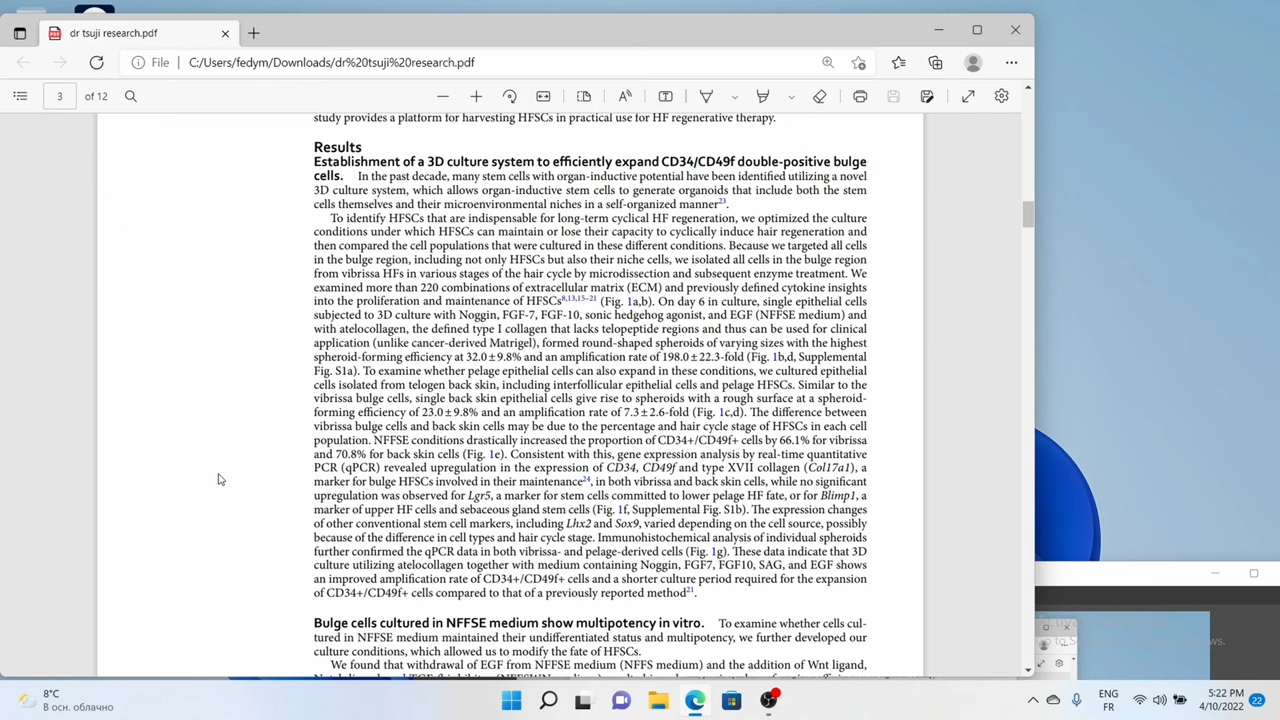 dr tsuji research.pdf
File
C:/Users/fedym/Downloads/dr%20tsuji%20research.pdf
3 of 12
study provides a platform for harvesting HFSCs in practical use for HF regenerative therapy.
Results
Establishment of a 3D culture system to efficiently expand CD34/CD49f double-positive bulge
cells. In the past decade, many stem cells with organ-inductive potential have been identified utilizing a novel
3D culture system, which allows organ-inductive stem cells to generate organoids that include both the stem
cells themselves and their microenvironmental niches in a self-organized manner23.
To identify HFSCs that are indispensable for long-term cyclical HF regeneration, we optimized the culture
conditions under which HFSCs can maintain or lose their capacity to cyclically induce hair regeneration and
then compared the cell populations that were cultured in these different conditions. Because we targeted all cells
in the bulge region, including not only HFSCs but also their niche cells, we isolated all cells in the bulge region
from vibrissa HFs in various stages of the hair cycle by microdissection and subsequent enzyme treatment. We
examined more than 220 combinations of extracellular matrix (ECM) and previously defined cytokine insights
into the proliferation and maintenance of HFSCs8,13,15–21 (Fig. 1a,b). On day 6 in culture, single epithelial cells
subjected to 3D culture with Noggin, FGF-7, FGF-10, sonic hedgehog agonist, and EGF (NFFSE medium) and
with atelocollagen, the defined type I collagen that lacks telopeptide regions and thus can be used for clinical
application (unlike cancer-derived Matrigel), formed round-shaped spheroids of varying sizes with the highest
spheroid-forming efficiency at 32.0 ± 9.8% and an amplification rate of 198.0 ± 22.3-fold (Fig. 1b,d, Supplemental
Fig. S1a). To examine whether pelage epithelial cells can also expand in these conditions, we cultured epithelial
cells isolated from telogen back skin, including interfollicular epithelial cells and pelage HFSCs. Similar to the
vibrissa bulge cells, single back skin epithelial cells give rise to spheroids with a rough surface at a spheroid-
forming efficiency of 23.0 ± 9.8% and an amplification rate of 7.3 ± 2.6-fold (Fig. 1c,d). The difference between
vibrissa bulge cells and back skin cells may be due to the percentage and hair cycle stage of HFSCs in each cell
population. NFFSE conditions drastically increased the proportion of CD34+/CD49f+ cells by 66.1% for vibrissa
and 70.8% for back skin cells (Fig. 1e). Consistent with this, gene expression analysis by real-time quantitative
PCR (qPCR) revealed upregulation in the expression of CD34, CD49f and type XVII collagen (Col17a1), a
marker for bulge HFSCs involved in their maintenance24, in both vibrissa and back skin cells, while no significant
upregulation was observed for Lgr5, a marker for stem cells committed to lower pelage HF fate, or for Blimp1, a
marker of upper HF cells and sebaceous gland stem cells (Fig. 1f, Supplemental Fig. S1b). The expression changes
of other conventional stem cell markers, including Lhx2 and Sox9, varied depending on the cell source, possibly
because of the difference in cell types and hair cycle stage. Immunohistochemical analysis of individual spheroids
further confirmed the qPCR data in both vibrissa- and pelage-derived cells (Fig. 1g). These data indicate that 3D
culture utilizing atelocollagen together with medium containing Noggin, FGF7, FGF10, SAG, and EGF shows
an improved amplification rate of CD34+/CD49f+ cells and a shorter culture period required for the expansion
of CD34+/CD49f+ cells compared to that of a previously reported method21.
Bulge cells cultured in NFFSE medium show multipotency in vitro. To examine whether cells cul-
tured in NFFSE medium maintained their undifferentiated status and multipotency, we further developed our
culture conditions, which allowed us to modify the fate of HFSCs.
We found that withdrawal of EGF from NFFSE medium (NFFS medium) and the addition of Wnt ligand,
8°C
В осн. облачно
ENG
FR
5:22 PM
4/10/2022
22